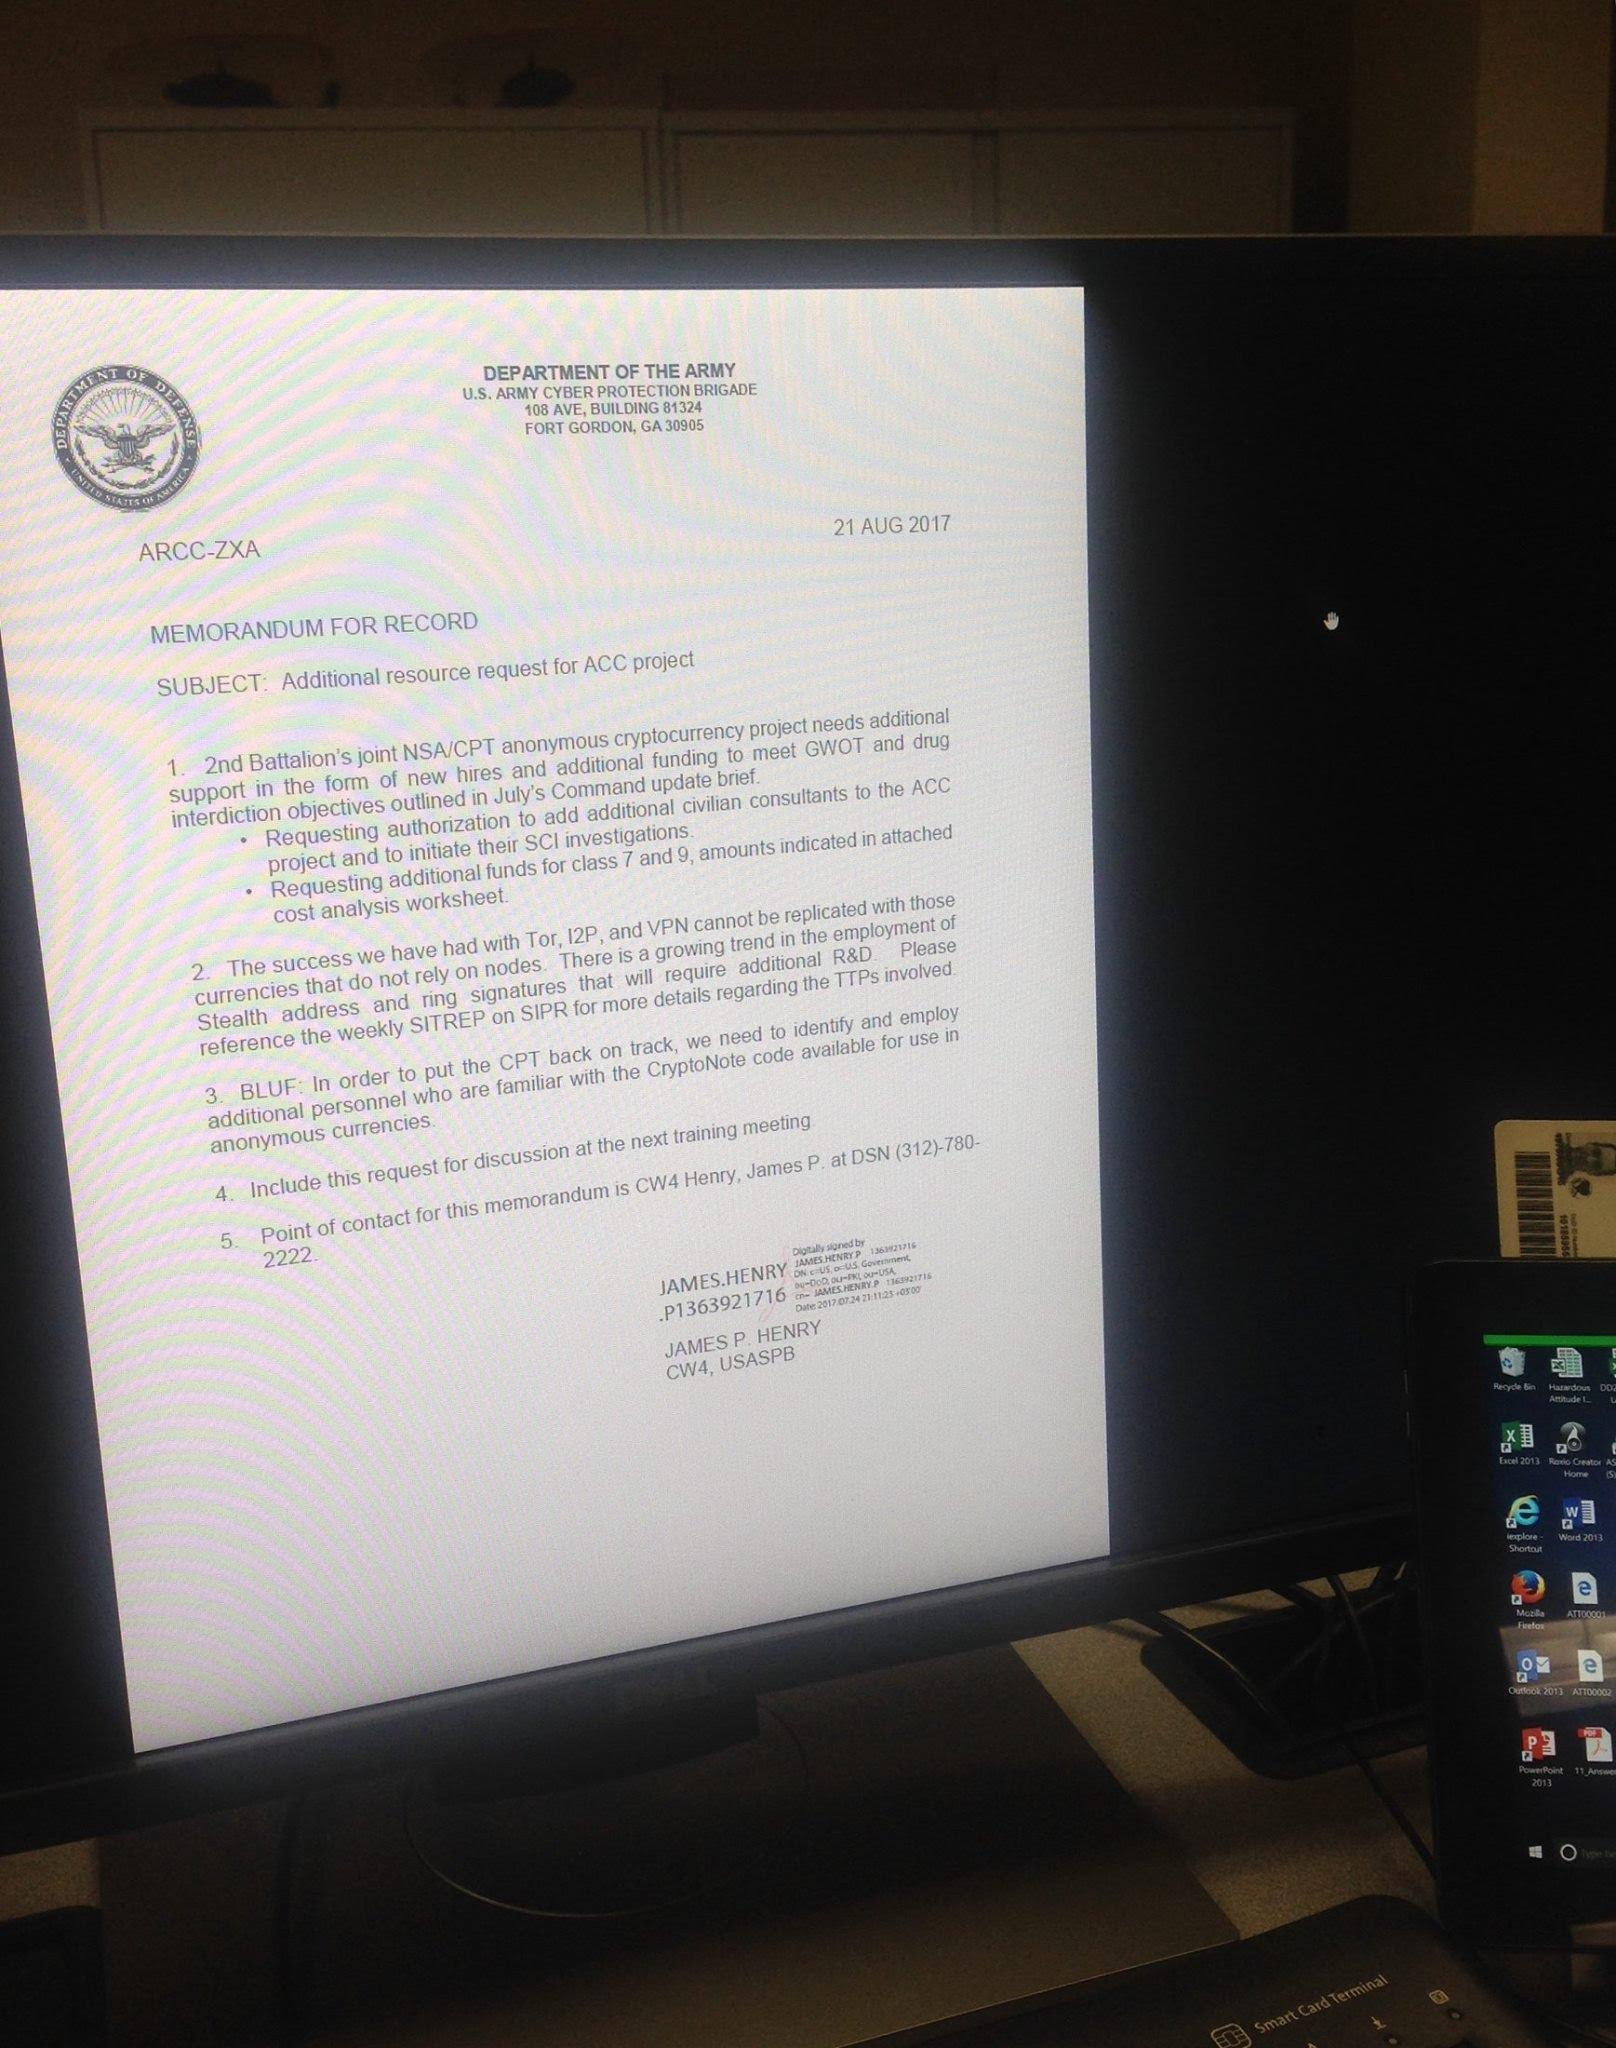 DEPARTMENT OF DEFENSE
UNITED STATES OF AMERICA
DEPARTMENT OF THE ARMY
U.S. ARMY CYBER PROTECTION BRIGADE
108 AVE, BUILDING 81324
FORT GORDON, GA 30905
21 AUG 2017
ARCC-ZXA
MEMORANDUM FOR RECORD
SUBJECT: Additional resource request for ACC project
1. 2nd Battalion's joint NSA/CPT anonymous cryptocurrency project needs additional
support in the form of new hires and additional funding to meet GWOT and drug
interdiction objectives outlined in July's Command update brief.
• Requesting authorization to add additional civilian consultants to the ACC
project and to initiate their SCI investigations.
• Requesting additional funds for class 7 and 9, amounts indicated in attached
cost analysis worksheet.
2. The success we have had with Tor, I2P, and VPN cannot be replicated with those
currencies that do not rely on nodes. There is a growing trend in the employment of
Stealth address and ring signatures that will require additional R&D. Please
reference the weekly SITREP on SIPR for more details regarding the TTPs involved.
3. BLUF: In order to put the CPT back on track, we need to identify and employ
additional personnel who are familiar with the CryptoNote code available for use in
anonymous currencies.
4. Include this request for discussion at the next training meeting
5. Point of contact for this memorandum is CW4 Henry, James P. at DSN (312)-780-
2222.
JAMES.HENRY
.P1363921716
Digitally signed by
JAMES.HENRY.P 1363921716
DN: c=US, o=U.S. Government,
ou=DoD, ou=PKI, ou=USA,
cn= JAMES.HENRY.P 1363921716
Date: 2017.07.24 21:11:25 +03'00'
JAMES P. HENRY
CW4, USASPB
Recycle Bin
Hazardous
Attitude I...
Excel 2013
Roxio Creator
Home
iexplore -
Shortcut
Word 2013
Mozilla
Firefox
ATT00001
Outlook 2013
ATT00002
PowerPoint
2013
11_Answe
Smart Card Terminal